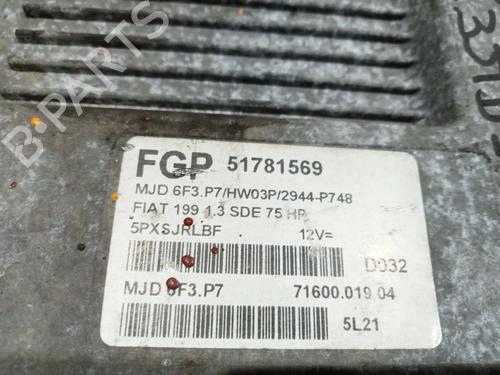 B-PARTS
FGP 51781569
MJD 6F3.P7/HW03P/2944-P748
FIAT 199 1.3 SDE 75 HP
5PXSJRLBF 12V=
D932
MJD 6F3.P7 71600.019.04
5L21